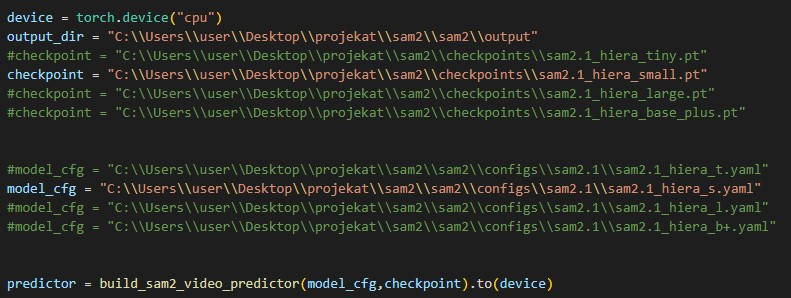 device = torch.device("cpu")
output_dir = "C:\\Users\\user\\Desktop\\projekat\\sam2\\sam2\\output"
#checkpoint = "C:\\Users\\user\\Desktop\\projekat\\sam2\\checkpoints\\sam2.1_hiera_tiny.pt"
checkpoint = "C:\\Users\\user\\Desktop\\projekat\\sam2\\checkpoints\\sam2.1_hiera_small.pt"
#checkpoint = "C:\\Users\\user\\Desktop\\projekat\\sam2\\checkpoints\\sam2.1_hiera_large.pt"
#checkpoint = "C:\\Users\\user\\Desktop\\projekat\\sam2\\checkpoints\\sam2.1_hiera_base_plus.pt"
#model_cfg = "C:\\Users\\user\\Desktop\\projekat\\sam2\\sam2\\configs\\sam2.1\\sam2.1_hiera_t.yaml"
model_cfg = "C:\\Users\\user\\Desktop\\projekat\\sam2\\sam2\\configs\\sam2.1\\sam2.1_hiera_s.yaml"
#model_cfg = "C:\\Users\\user\\Desktop\\projekat\\sam2\\sam2\\configs\\sam2.1\\sam2.1_hiera_l.yaml"
#model_cfg = "C:\\Users\\user\\Desktop\\projekat\\sam2\\sam2\\configs\\sam2.1\\sam2.1_hiera_b+.yaml"
predictor = build_sam2_video_predictor(model_cfg,checkpoint).to(device)